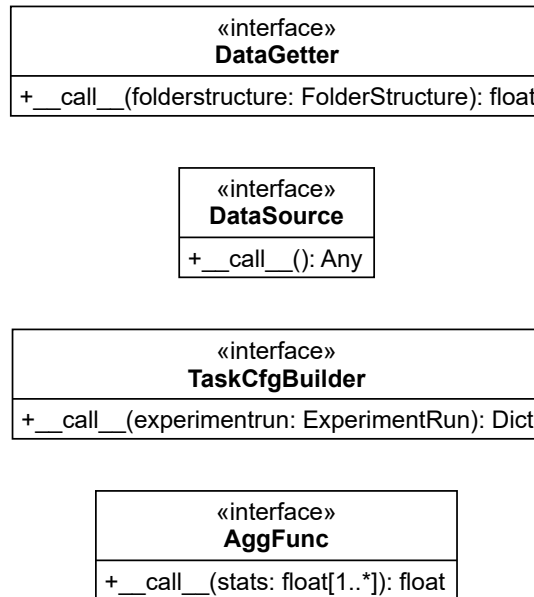 «interface»
DataGetter
+__call__(folderstructure: FolderStructure): float
«interface»
DataSource
+__call__(): Any
«interface»
TaskCfgBuilder
+__call__(experimentrun: ExperimentRun): Dict
«interface»
AggFunc
+__call__(stats: float[1..*]): float